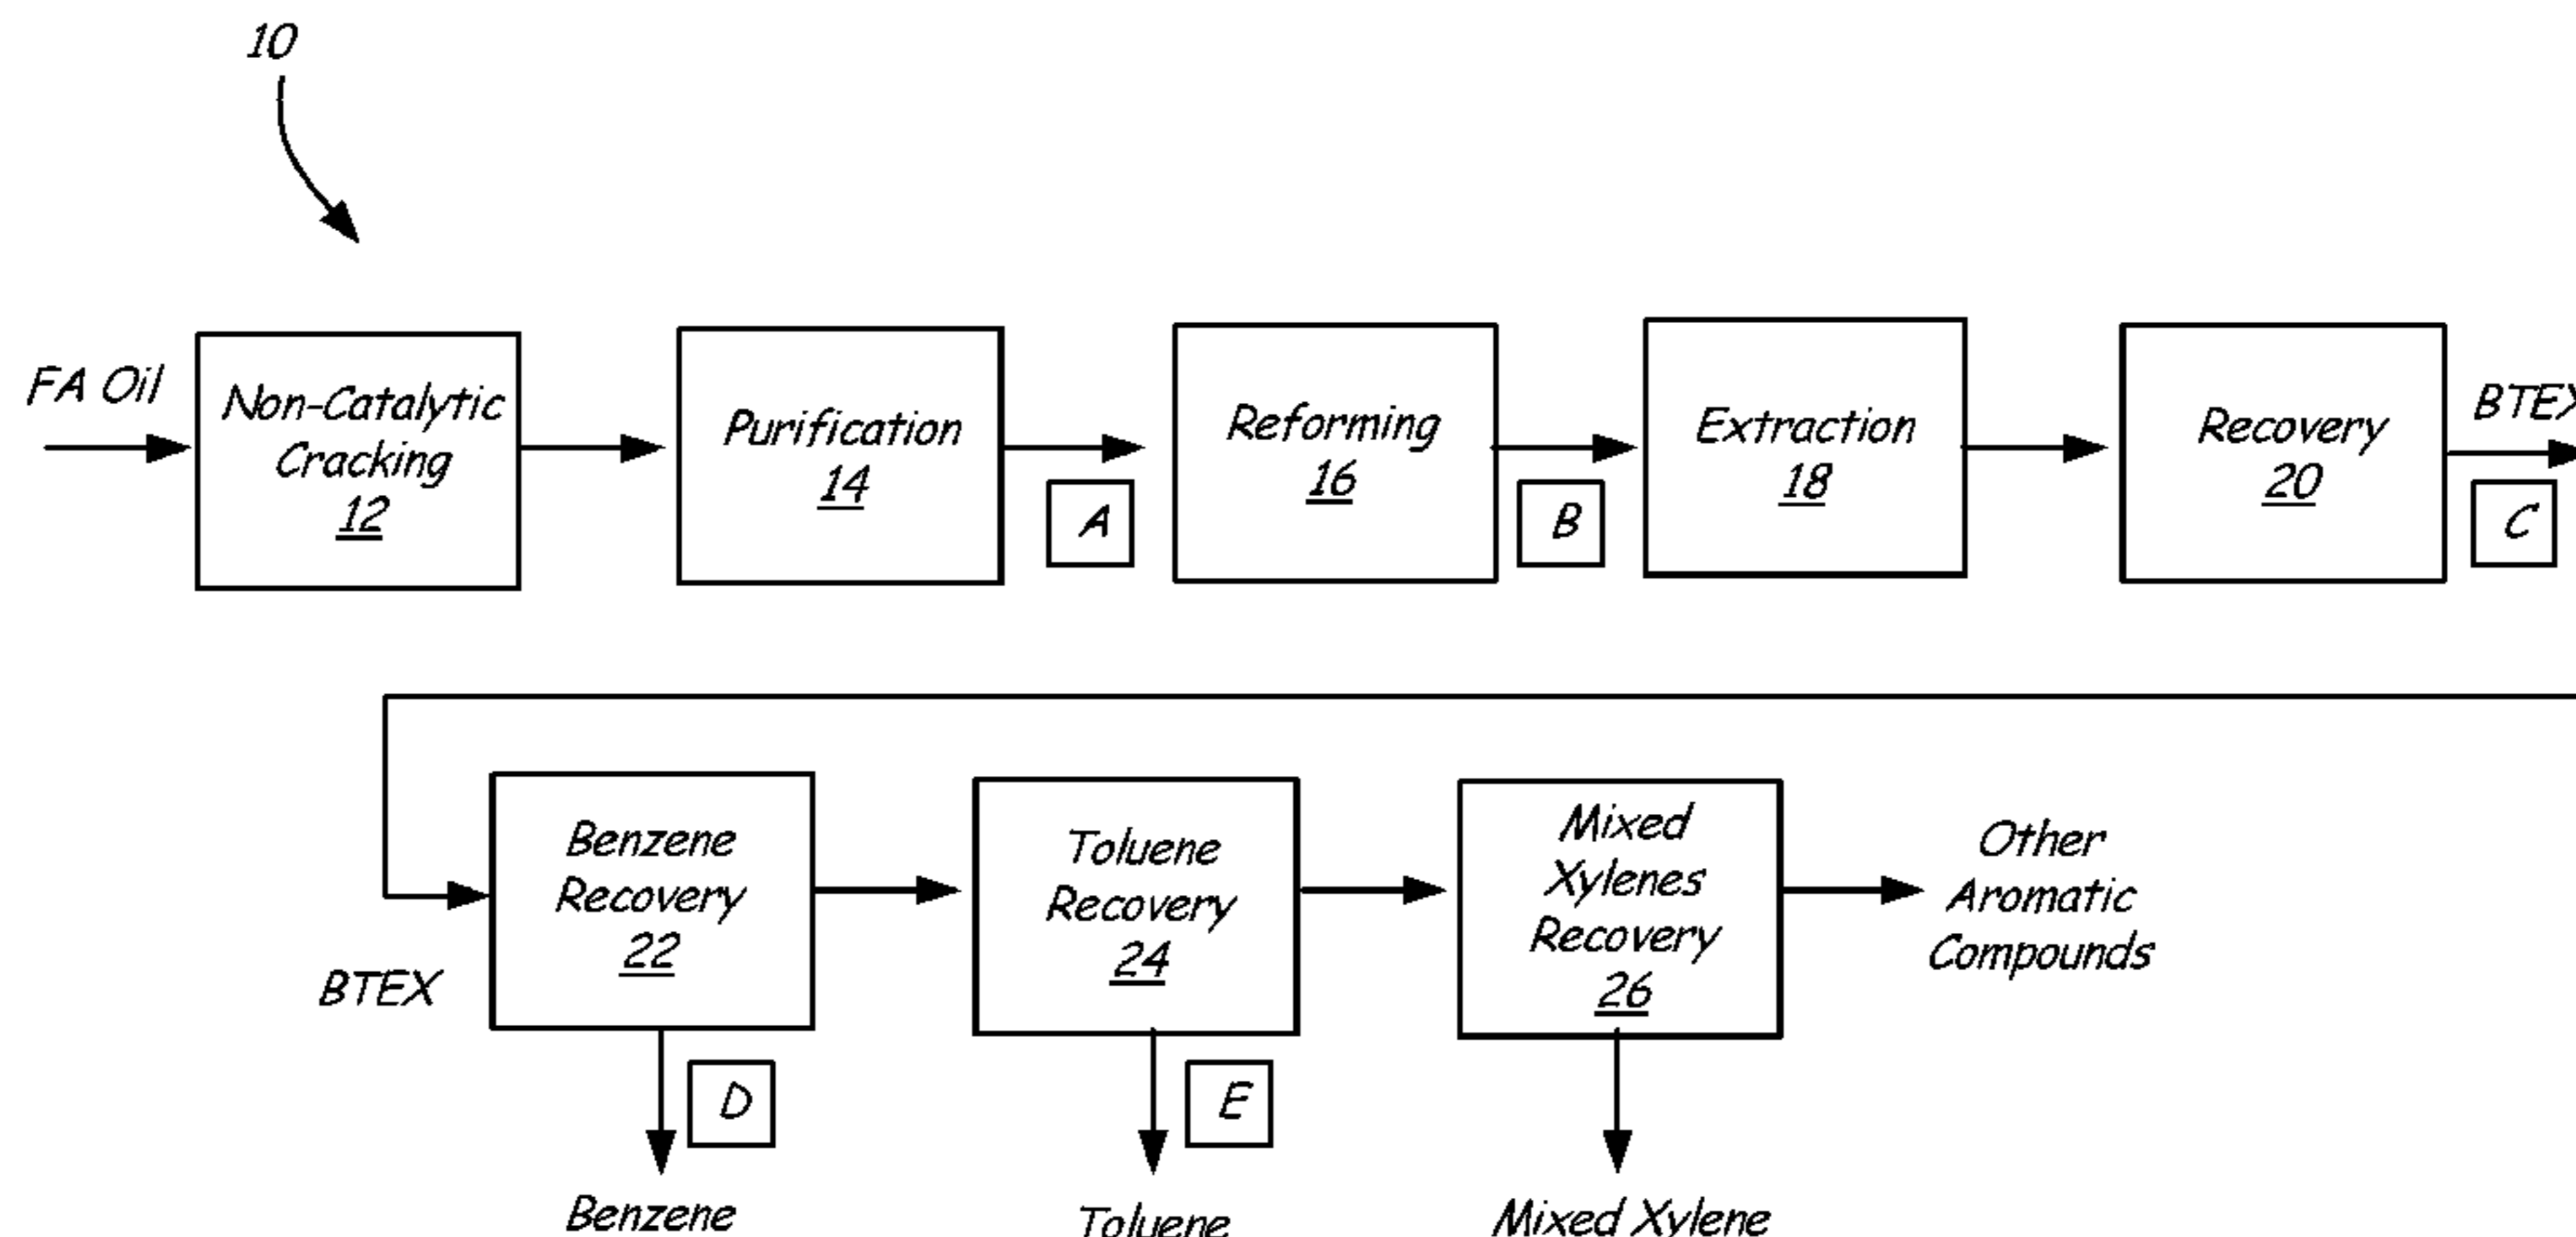 10
FA Oil
Non-Catalytic
Cracking
12
Purification
14
A
Reforming
16
B
Extraction
18
Recovery
20
BTEX
C
BTEX
Benzene
Recovery
22
D
Benzene
Toluene
Recovery
24
E
Toluene
Mixed
Xylenes
Recovery
26
Mixed Xylene
Other
Aromatic
Compounds